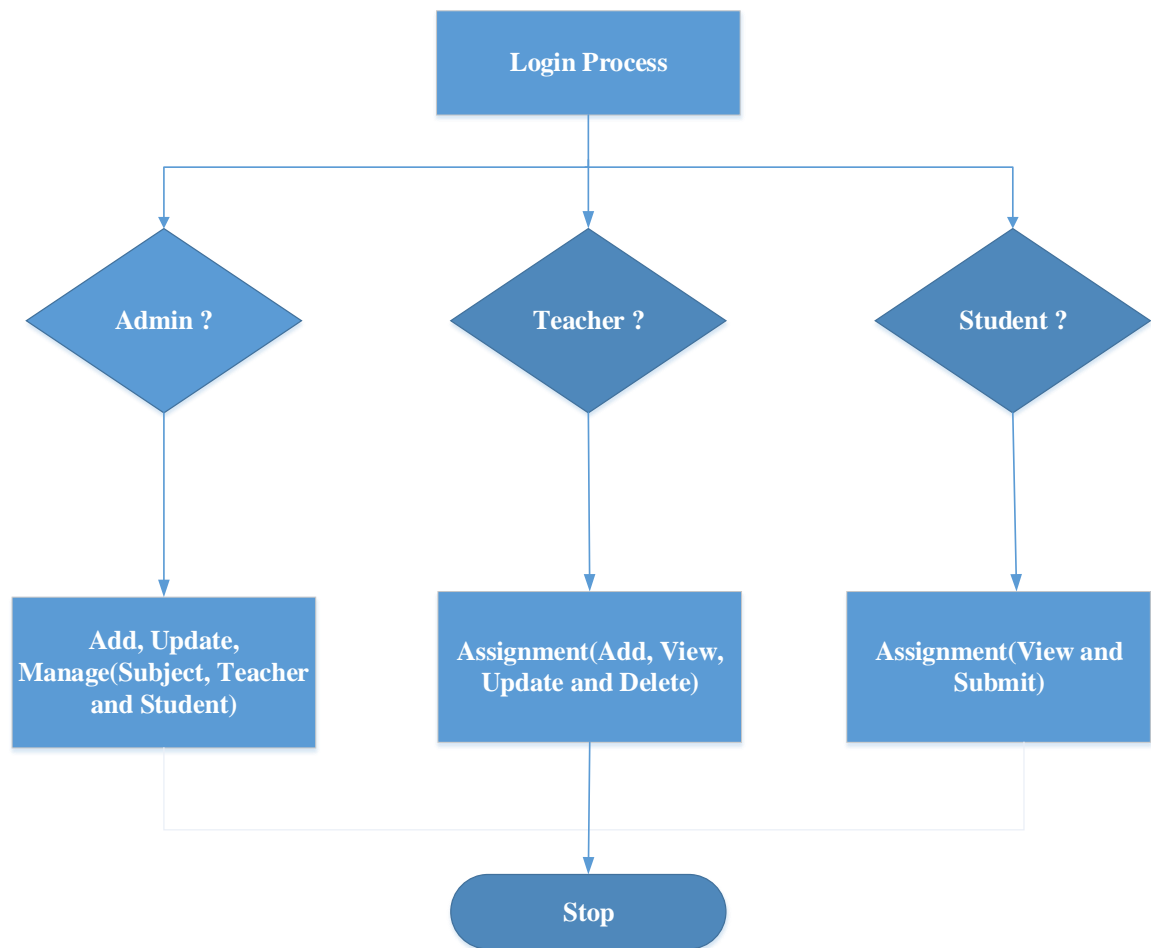 Login Process
Admin ?
Teacher ?
Student ?
Add, Update,
Manage(Subject, Teacher
and Student)
Assignment(Add, View,
Update and Delete)
Assignment(View and
Submit)
Stop